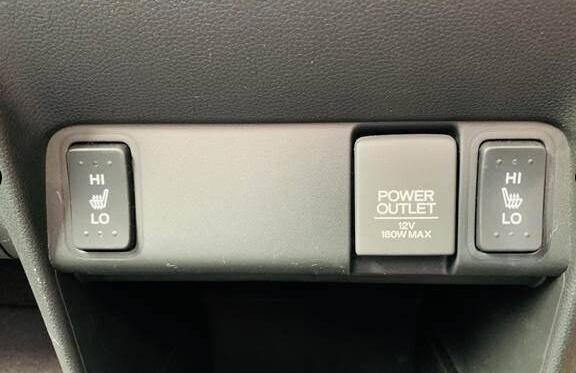 HI
LO
POWER
OUTLET
12V
180W MAX
HI
LO